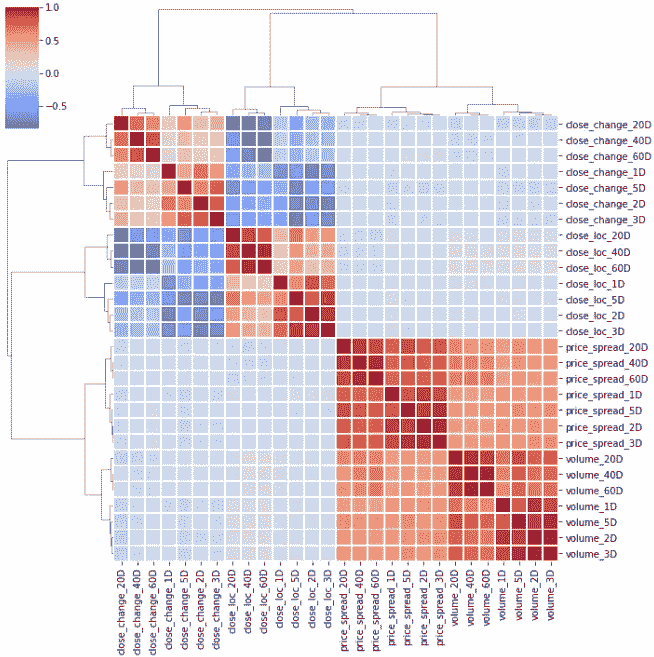 1.0
0.5
0.0
−0.5
close_change_20D
close_change_40D
close_change_60D
close_change_1D
close_change_5D
close_change_2D
close_change_3D
close_loc_20D
close_loc_40D
close_loc_60D
close_loc_1D
close_loc_5D
close_loc_2D
close_loc_3D
price_spread_20D
price_spread_40D
price_spread_60D
price_spread_1D
price_spread_5D
price_spread_2D
price_spread_3D
volume_20D
volume_40D
volume_60D
volume_1D
volume_5D
volume_2D
volume_3D
close_change_20D
close_change_40D
close_change_60D
close_change_1D
close_change_5D
close_change_2D
close_change_3D
close_loc_20D
close_loc_40D
close_loc_60D
close_loc_1D
close_loc_5D
close_loc_2D
close_loc_3D
price_spread_20D
price_spread_40D
price_spread_60D
price_spread_1D
price_spread_5D
price_spread_2D
price_spread_3D
volume_20D
volume_40D
volume_60D
volume_1D
volume_5D
volume_2D
volume_3D